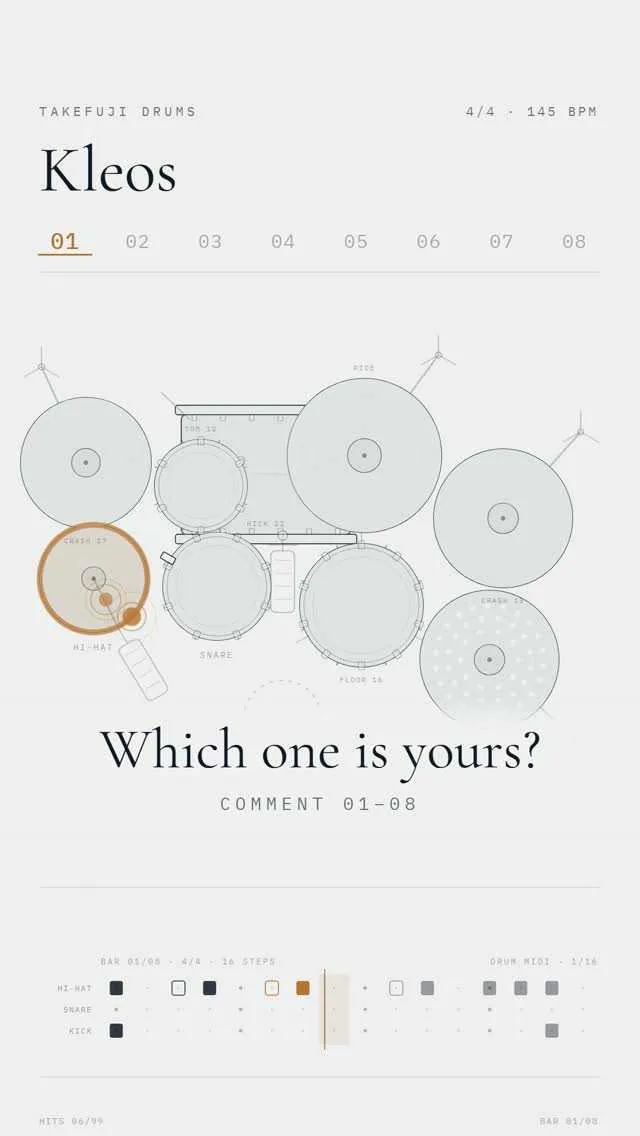 TAKEFUJI DRUMS
4/4 · 145 BPM
Kleos
01 02 03 04 05 06 07 08
RIDE
TOM 12
KICK 22
CRASH 17
CRASH 19
HI-HAT
SNARE
FLOOR 16
Which one is yours?
COMMENT 01–08
BAR 01/08 · 4/4 · 16 STEPS
DRUM MIDI · 1/16
HI-HAT
SNARE
KICK
HITS 06/99
BAR 01/08